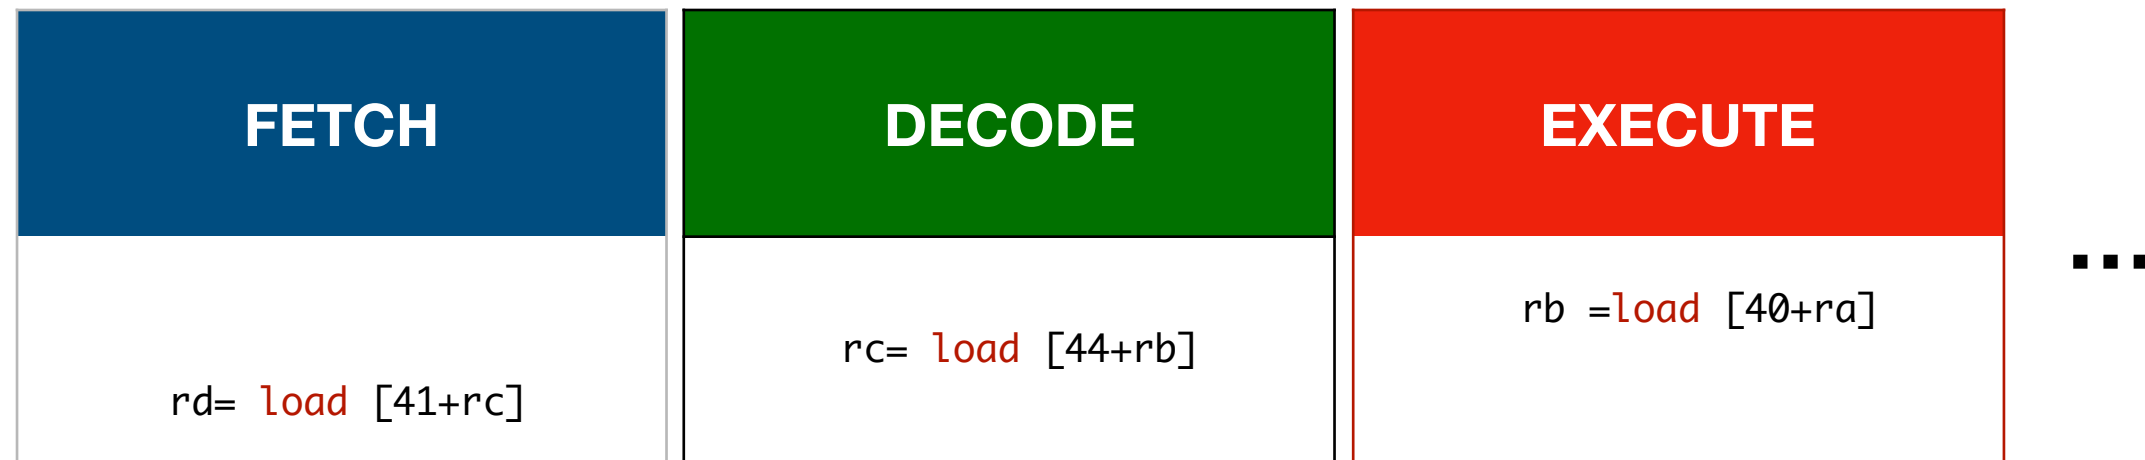 FETCH
DECODE
EXECUTE
rb =load [40+ra]
rc= load [44+rb]
rd= load [41+rc]
...